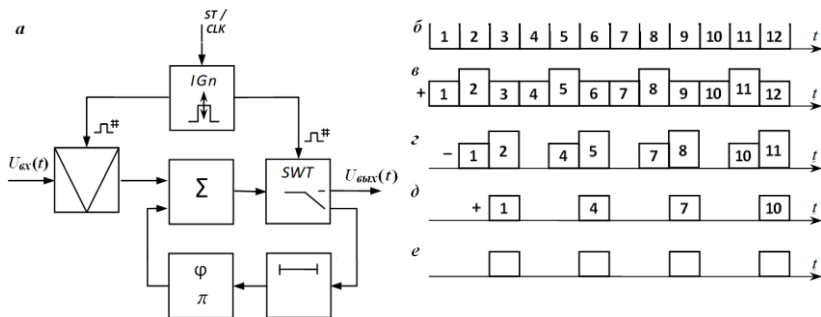 а
ST /
CLK
IGn
#
#
Uвх(t)
Σ
SWT
Uвых(t)
φ
π
б 1 2 3 4 5 6 7 8 9 10 11 12 t
в + 1 2 3 4 5 6 7 8 9 10 11 12 t
г − 1 2 4 5 7 8 10 11 t
д + 1 4 7 10 t
е t